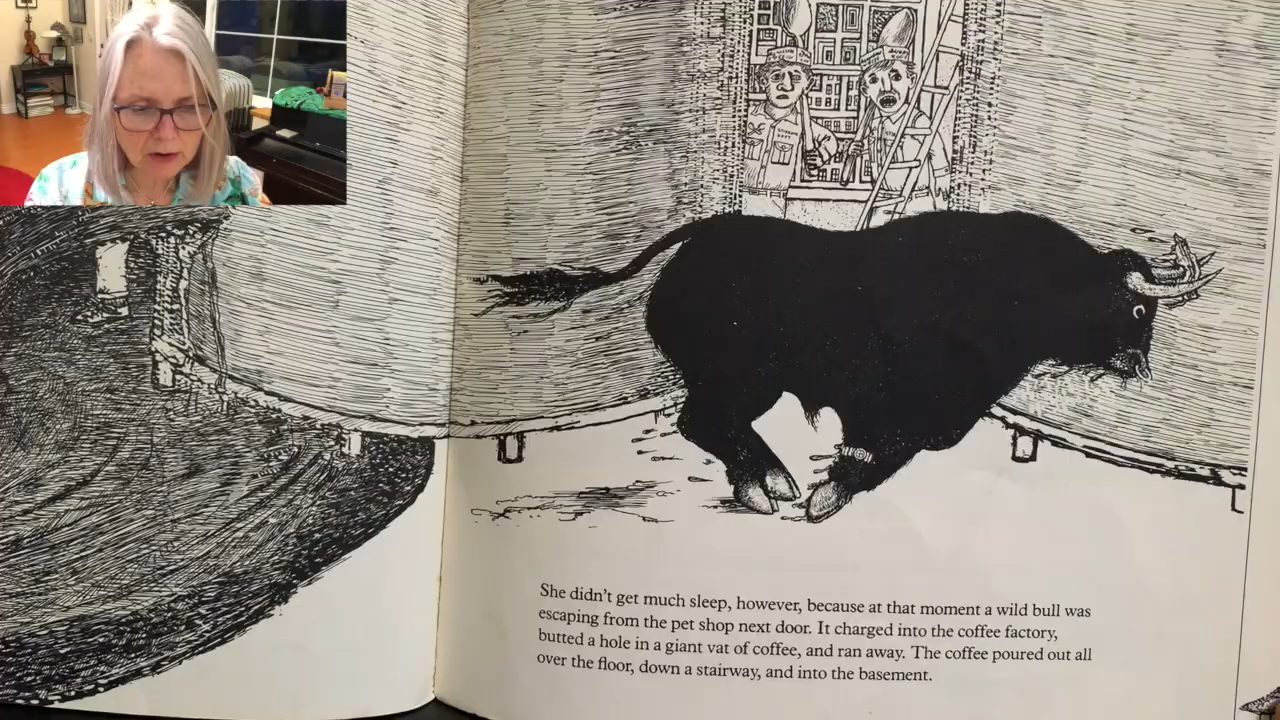 She didn't get much sleep, however, because at that moment a wild bull was
escaping from the pet shop next door. It charged into the coffee factory,
butted a hole in a giant vat of coffee, and ran away. The coffee poured out all
over the floor, down a stairway, and into the basement.